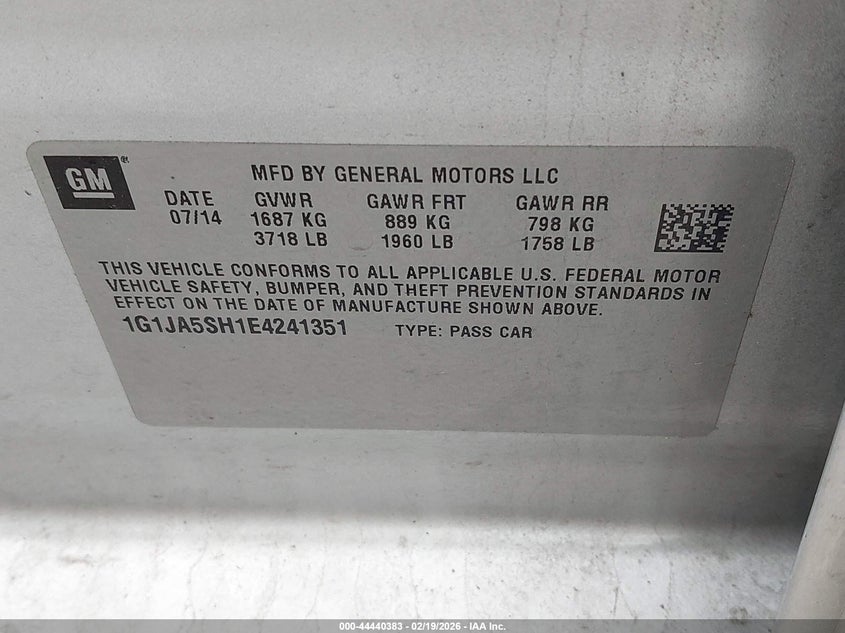 GM
MFD BY GENERAL MOTORS LLC
DATE GVWR GAWR FRT GAWR RR
07/14 1687 KG 889 KG 798 KG
3718 LB 1960 LB 1758 LB
THIS VEHICLE CONFORMS TO ALL APPLICABLE U.S. FEDERAL MOTOR
VEHICLE SAFETY, BUMPER, AND THEFT PREVENTION STANDARDS IN
EFFECT ON THE DATE OF MANUFACTURE SHOWN ABOVE.
1G1JA5SH1E4241351 TYPE: PASS CAR
000-44440383 - 02/19/2026 - IAA Inc.